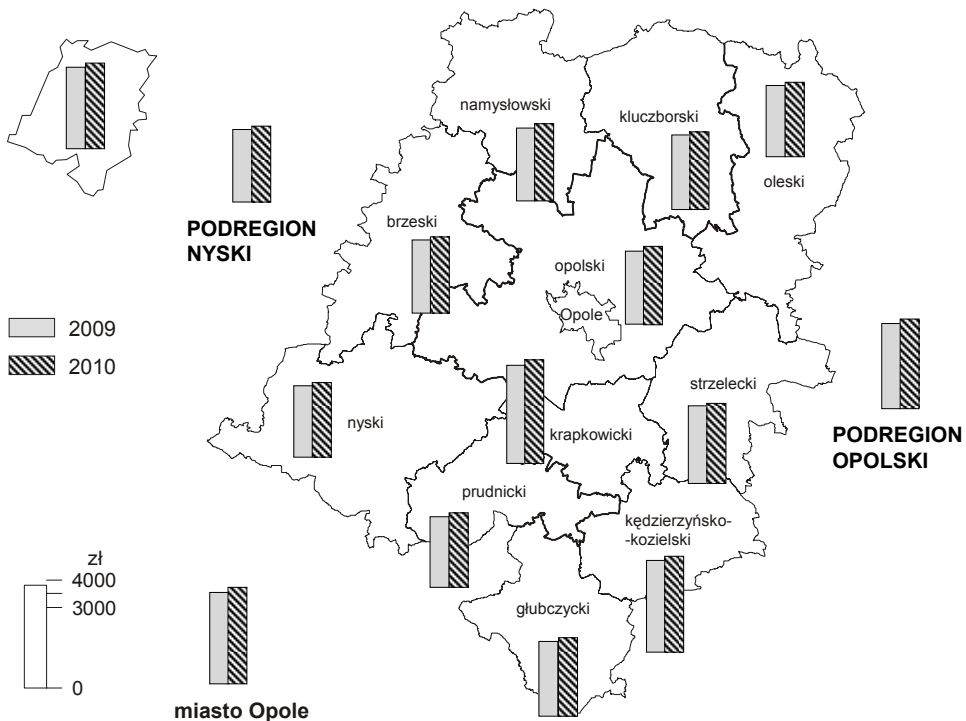 namysłowski
kluczborski
oleski
PODREGION
NYSKI
brzeski
opolski
Opole
2009
2010
strzelecki
nyski
krapkowicki
PODREGION
OPOLSKI
prudnicki
kędzierzyńsko-
-kozielski
zł
4000
3000
0
głubczycki
miasto Opole